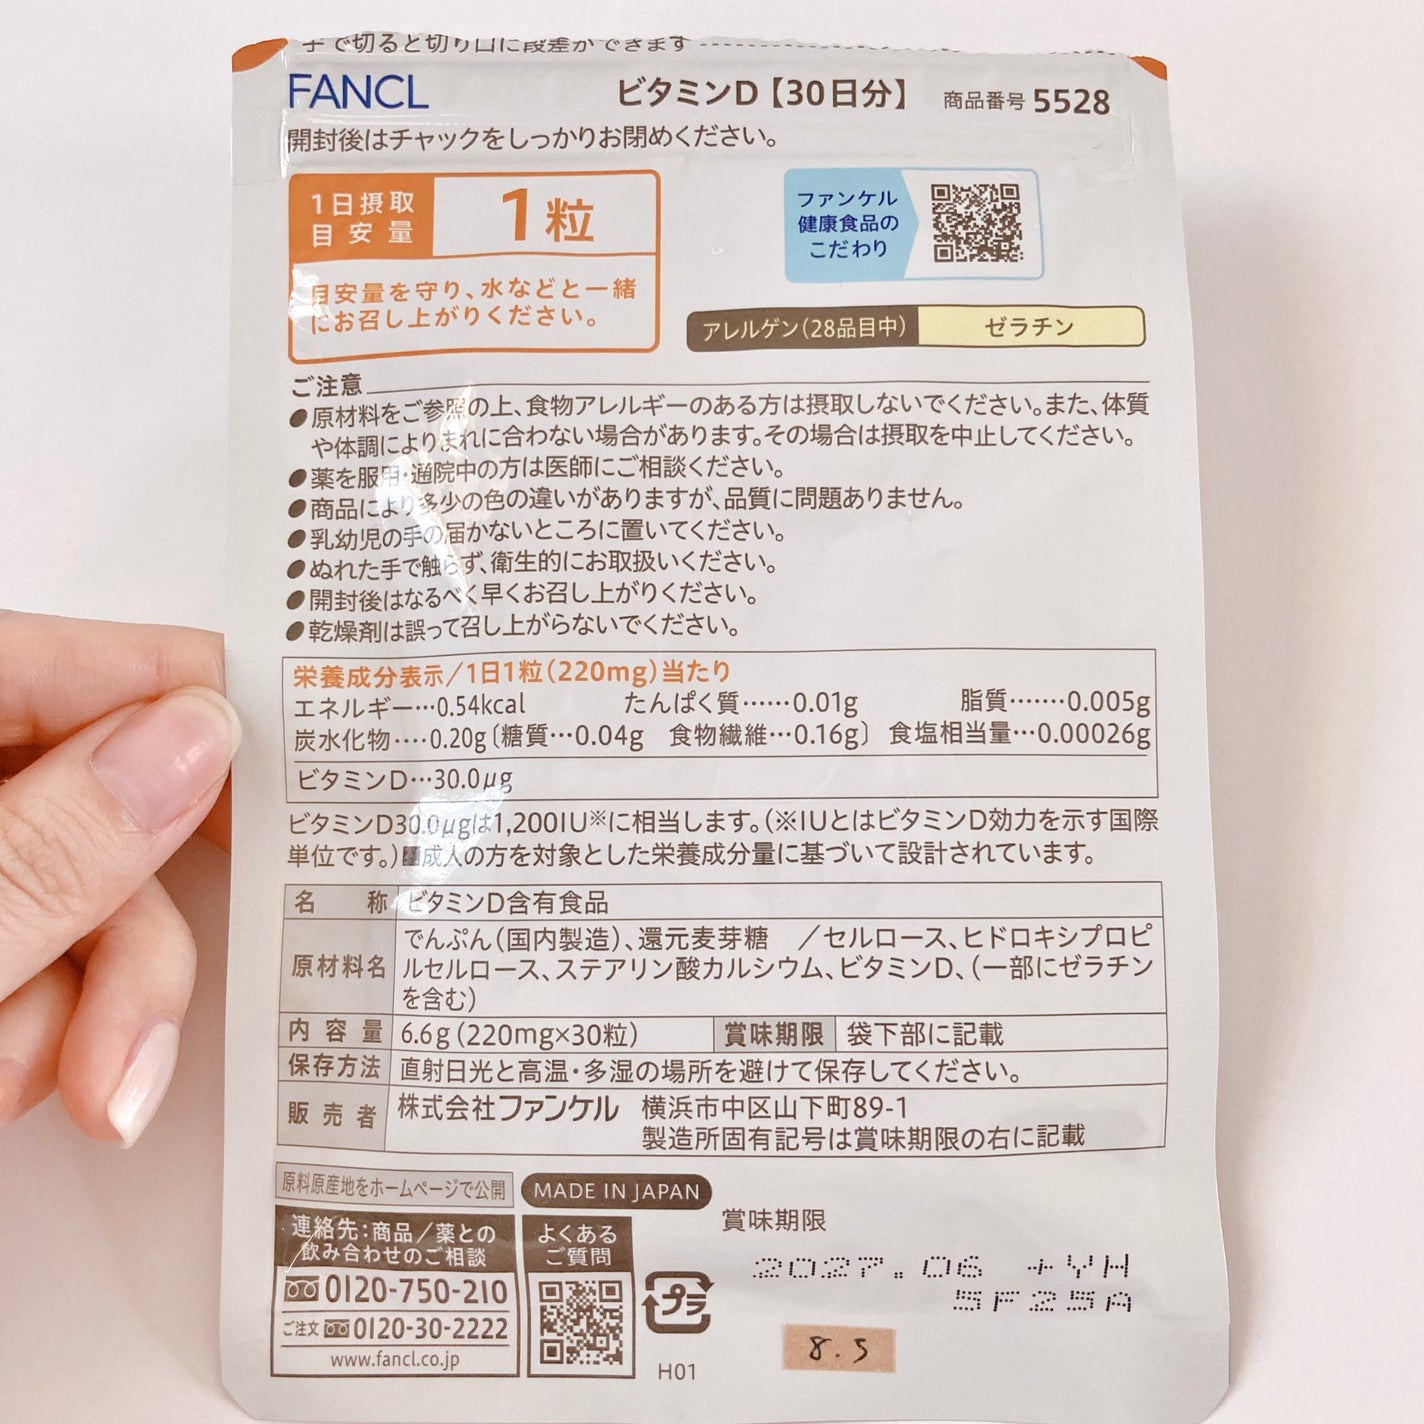 手で切ると切り口に段差ができます
FANCL ビタミンD【30日分】 商品番号 5528
開封後はチャックをしっかりお閉めください。
1日摂取
目安量
1粒
目安量を守り、水などと一緒
にお召し上がりください。
ファンケル
健康食品の
こだわり
アレルゲン(28品目中) ゼラチン
ご注意
●原材料をご参照の上、食物アレルギーのある方は摂取しないでください。また、体質
や体調によりまれに合わない場合があります。その場合は摂取を中止してください。
●薬を服用・通院中の方は医師にご相談ください。
●商品により多少の色の違いがありますが、品質に問題ありません。
●乳幼児の手の届かないところに置いてください。
●ぬれた手で触らず、衛生的にお取扱いください。
●開封後はなるべく早くお召し上がりください。
●乾燥剤は誤って召し上がらないでください。
栄養成分表示/1日1粒(220mg)当たり
エネルギー…0.54kcal たんぱく質……0.01g 脂質……0.005g
炭水化物…0.20g〔糖質…0.04g 食物繊維…0.16g〕 食塩相当量…0.00026g
ビタミンD…30.0μg
ビタミンD30.0μgは1,200IU※に相当します。(※IUとはビタミンD効力を示す国際
単位です。)■成人の方を対象とした栄養成分量に基づいて設計されています。
名称 ビタミンD含有食品
原材料名 でんぷん(国内製造)、還元麦芽糖 /セルロース、ヒドロキシプロピ
ルセルロース、ステアリン酸カルシウム、ビタミンD、(一部にゼラチン
を含む)
内容量 6.6g(220mg×30粒) 賞味期限 袋下部に記載
保存方法 直射日光と高温・多湿の場所を避けて保存してください。
販売者 株式会社ファンケル 横浜市中区山下町89-1
製造所固有記号は賞味期限の右に記載
原料原産地をホームページで公開
MADE IN JAPAN
連絡先:商品/薬との
飲み合わせのご相談
0120-750-210
ご注文 0120-30-2222
www.fancl.co.jp
よくある
ご質問
プラ
H01
賞味期限
2027.06 +YH
5F25A
8.5